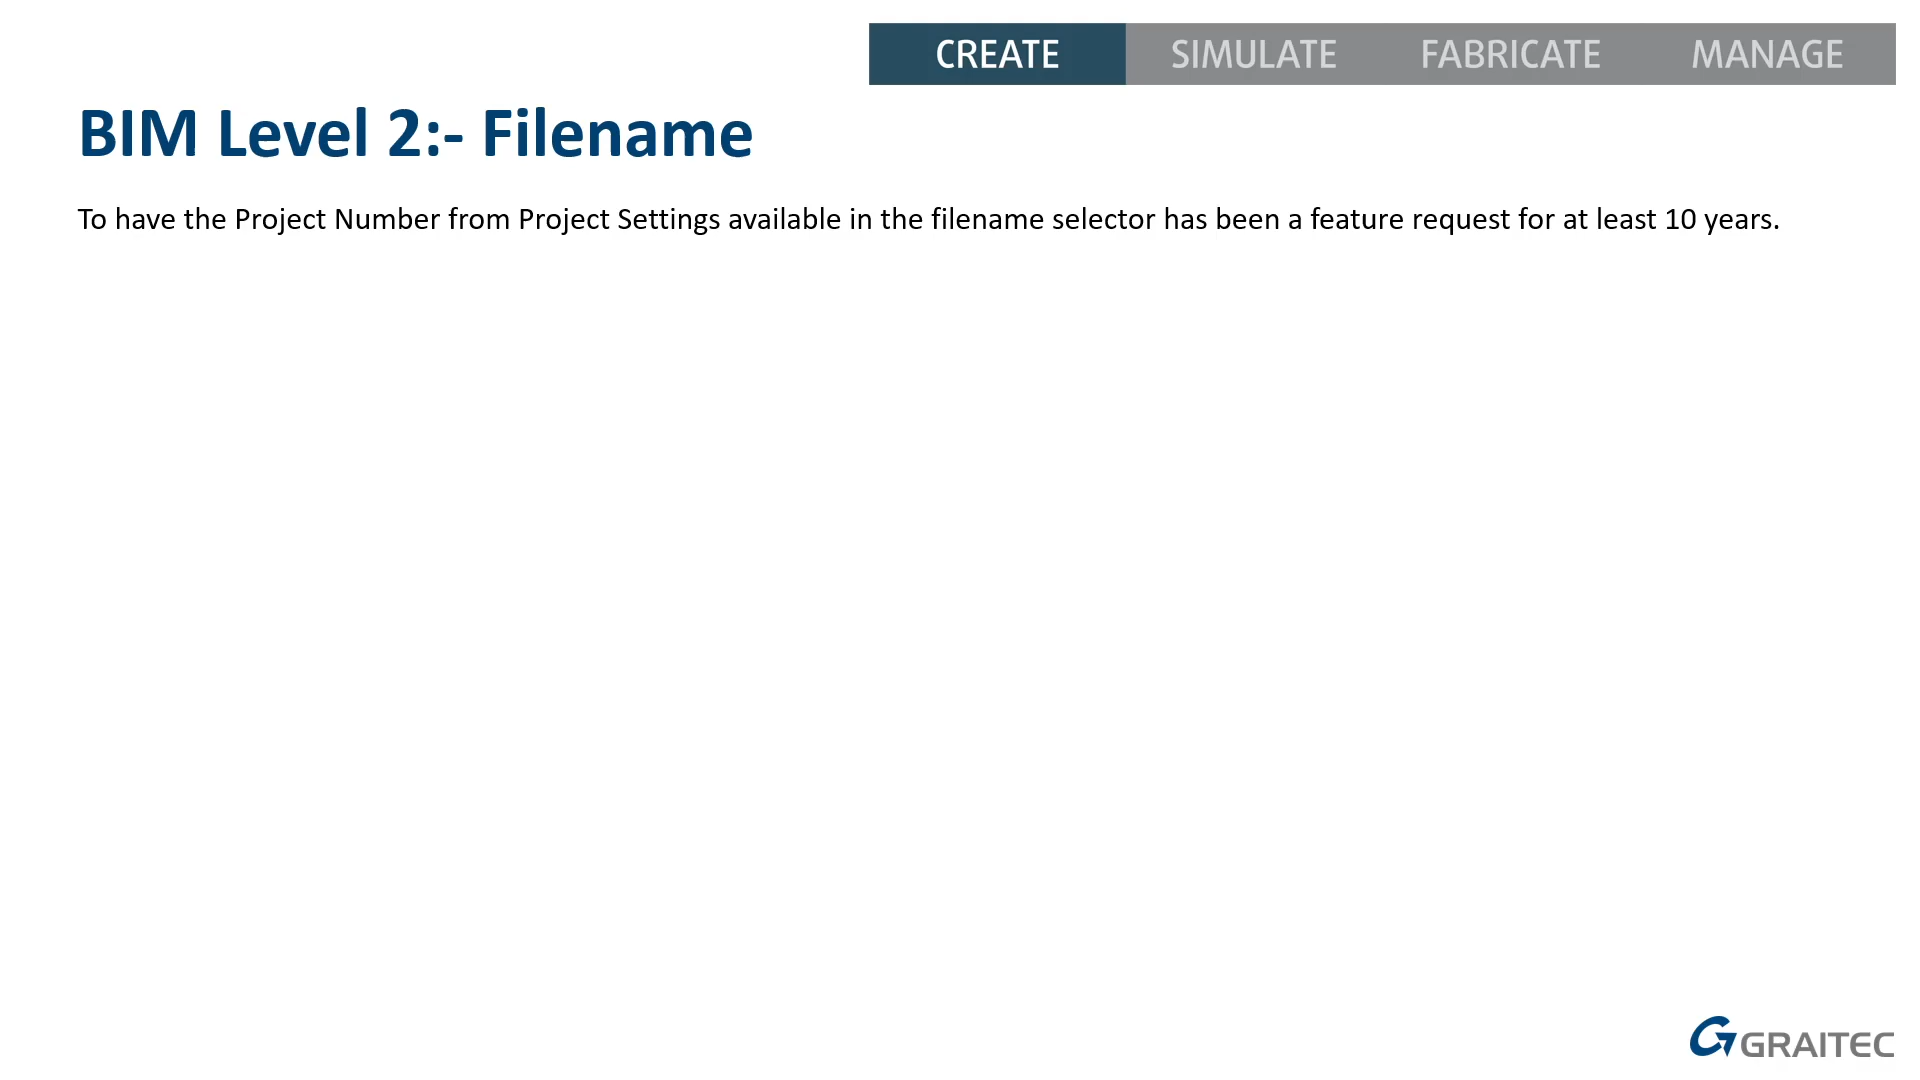 CREATE SIMULATE FABRICATE MANAGE
BIM Level 2:- Filename
To have the Project Number from Project Settings available in the filename selector has been a feature request for at least 10 years.
GRAITEC